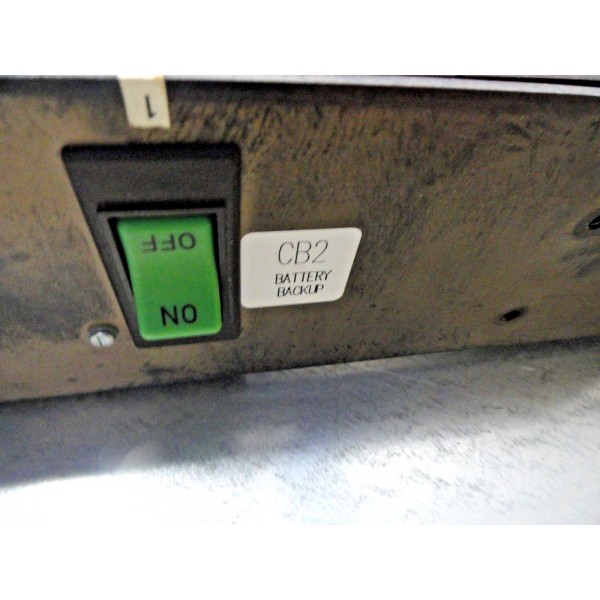 1
OFF
ON
CB2
BATTERY
BACKUP